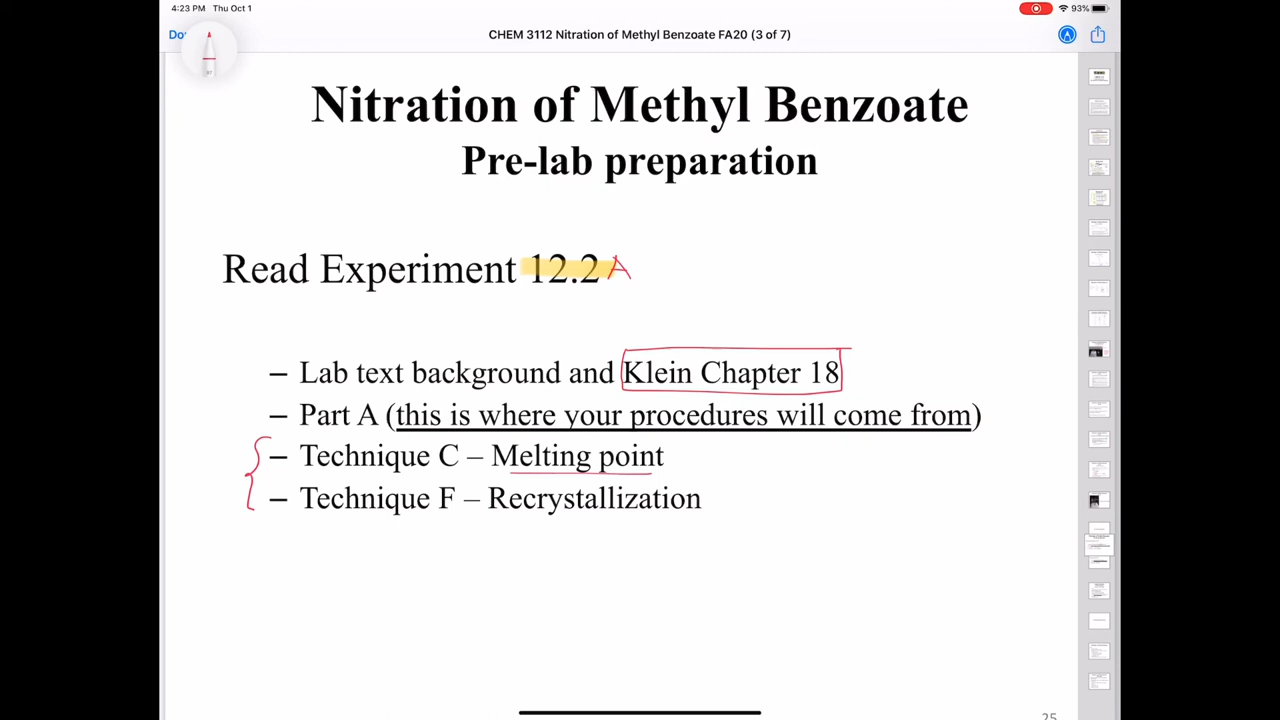 4:23 PM Thu Oct 1
93%
CHEM 3112 Nitration of Methyl Benzoate FA20 (3 of 7)
Nitration of Methyl Benzoate
Pre-lab preparation
Read Experiment 12.2 A
– Lab text background and Klein Chapter 18
– Part A (this is where your procedures will come from)
– Technique C – Melting point
– Technique F – Recrystallization
25